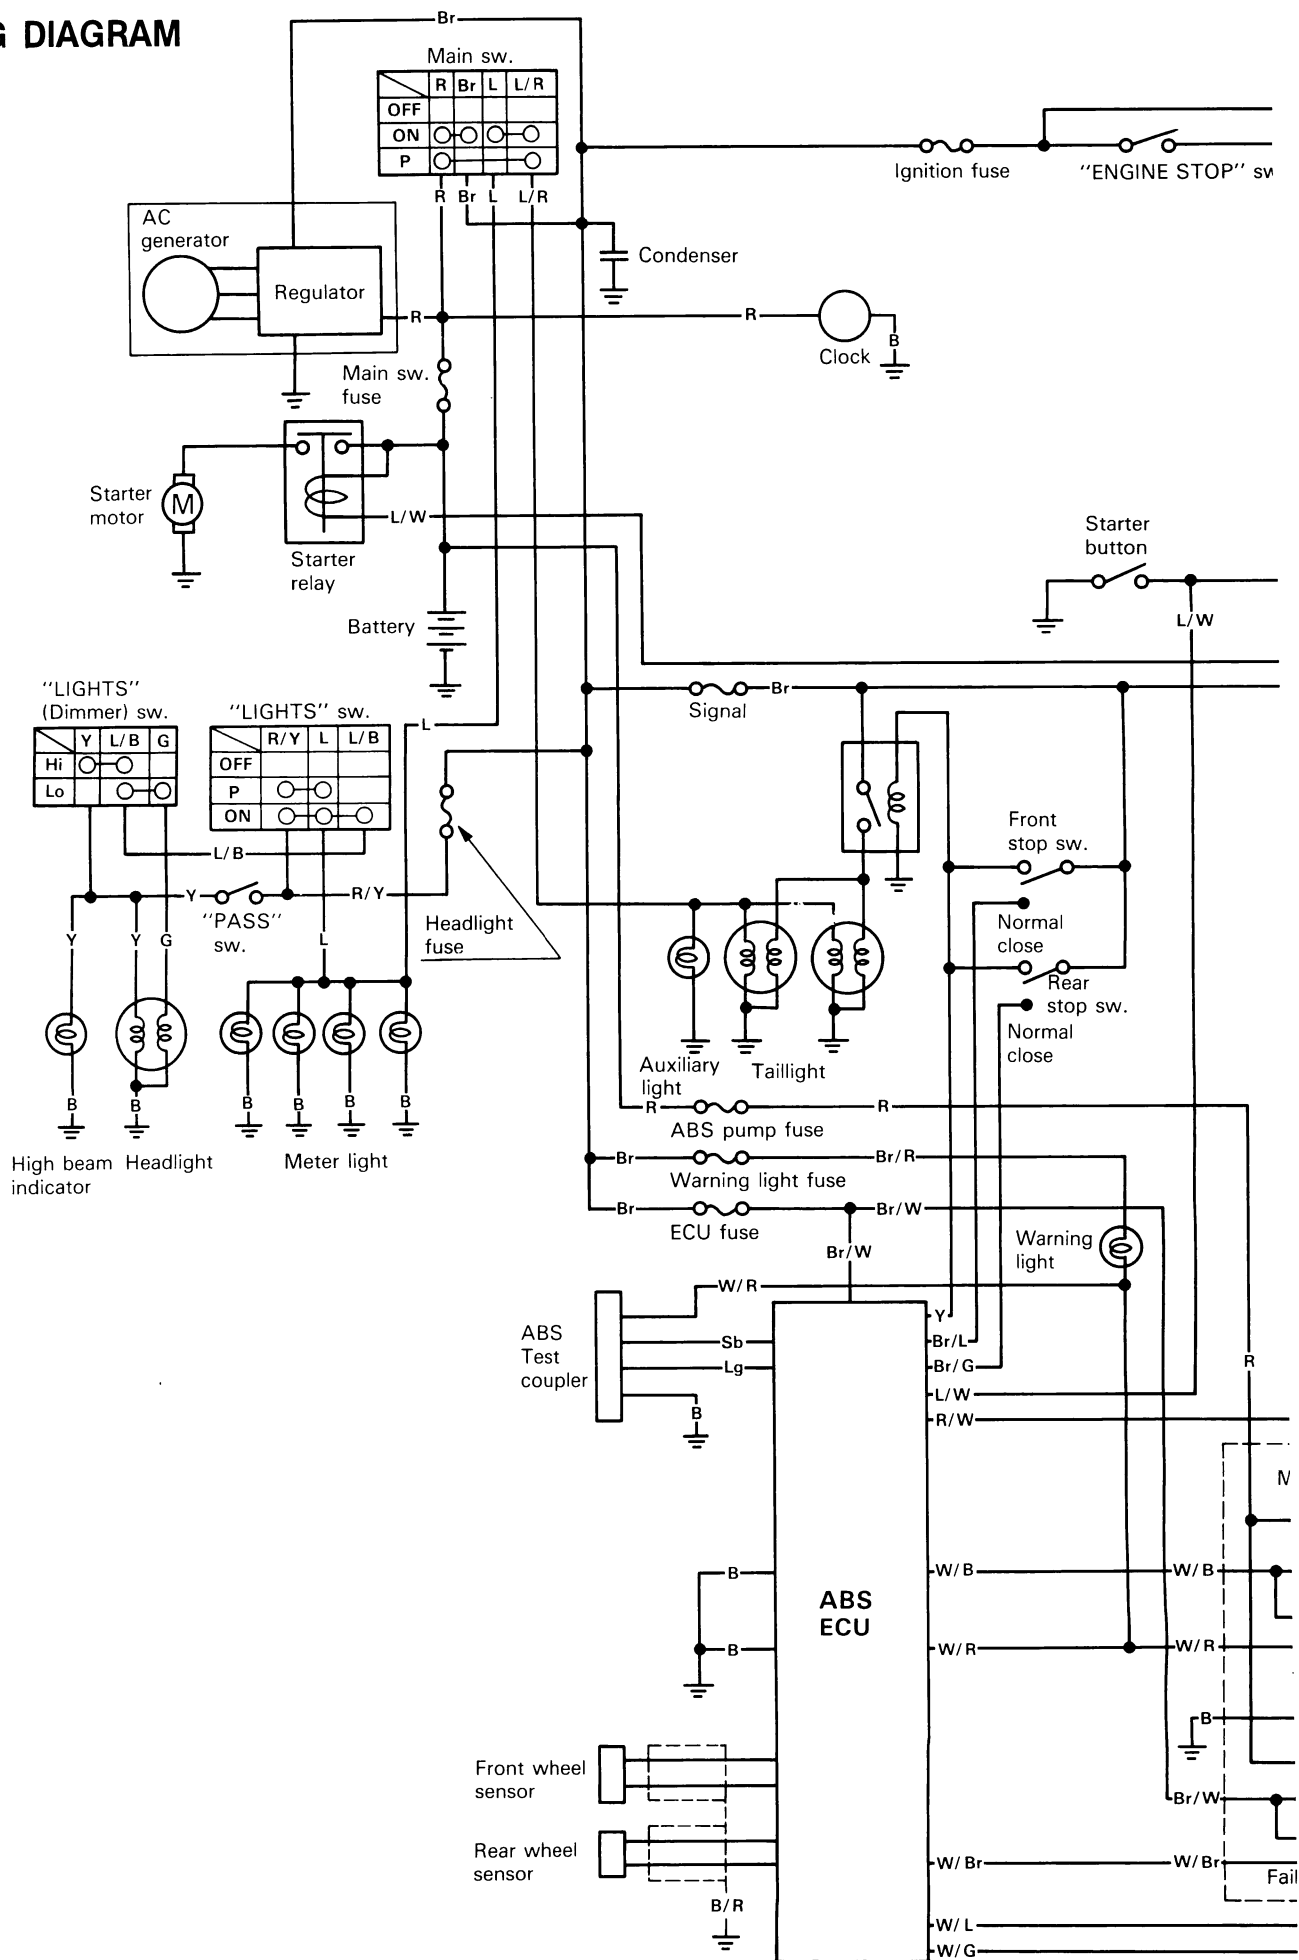 G DIAGRAM
Br
Main sw.
R Br L L/R
OFF
ON
P
R Br L L/R
Ignition fuse
"ENGINE STOP" sw
AC
generator
Regulator
Condenser
R
R
Clock
B
Main sw.
fuse
Starter
motor
M
L/W
Starter
relay
Starter
button
L/W
Battery
"LIGHTS"
(Dimmer) sw.
Y L/B G
Hi
Lo
"LIGHTS" sw.
R/Y L L/B
OFF
P
ON
L
Br
Signal
L/B
Y
R/Y
"PASS"
sw.
Headlight
fuse
Front
stop sw.
Normal
close
Rear
stop sw.
Normal
close
Y
Y
G
L
Auxiliary
light
Taillight
B
B
B
B
B
B
High beam
indicator
Headlight
Meter light
R
R
ABS pump fuse
Br
Br/R
Warning light fuse
Br
Br/W
ECU fuse
Br/W
Warning
light
W/R
ABS
Test
coupler
Sb
Lg
B
Y
Br/L
Br/G
L/W
R/W
R
B
B
ABS
ECU
W/B
W/B
W/R
W/R
B
Front wheel
sensor
Br/W
Rear wheel
sensor
W/Br
W/Br
Fail
B/R
W/L
W/G